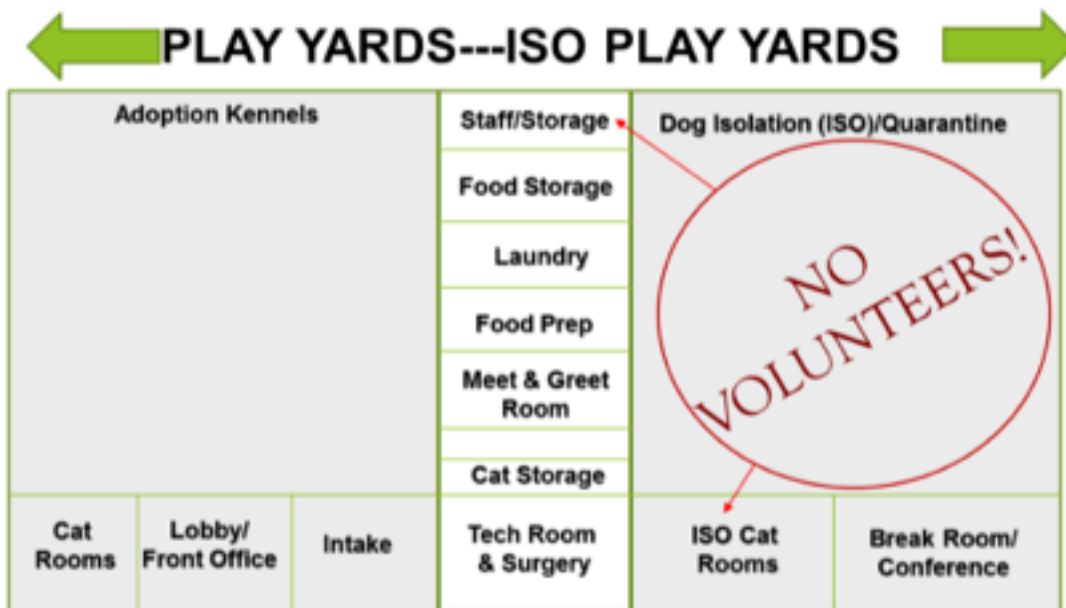 PLAY YARDS---ISO PLAY YARDS
Adoption Kennels
Staff/Storage
Food Storage
Laundry
Food Prep
Meet & Greet
Room
Cat Storage
Dog Isolation (ISO)/Quarantine
NO
VOLUNTEERS!
Cat
Rooms
Lobby/
Front Office
Intake
Tech Room
& Surgery
ISO Cat
Rooms
Break Room/
Conference